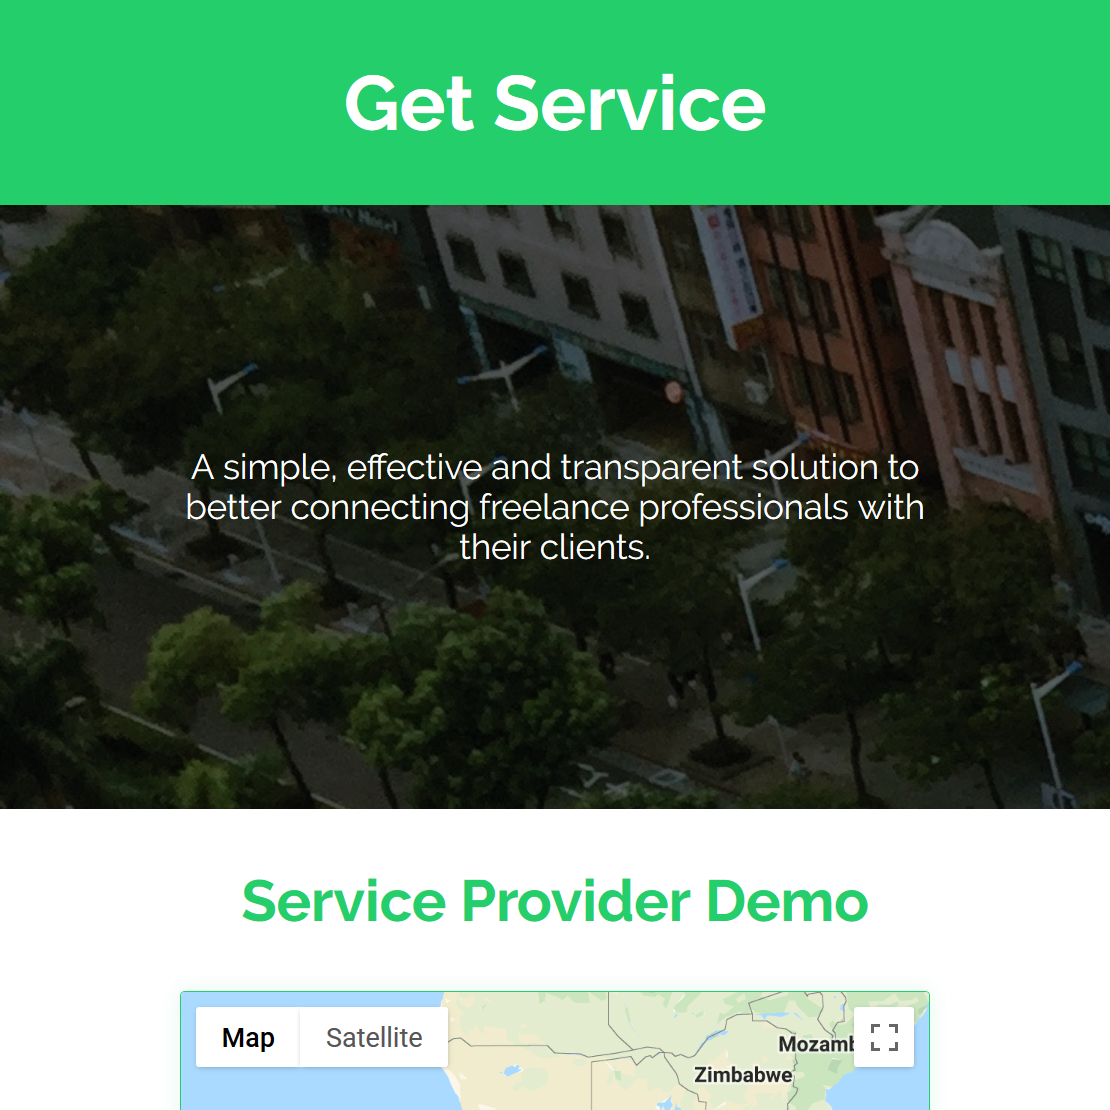 Get Service
A simple, effective and transparent solution to
better connecting freelance professionals with
their clients.
Service Provider Demo
Map
Satellite
Zimbabwe